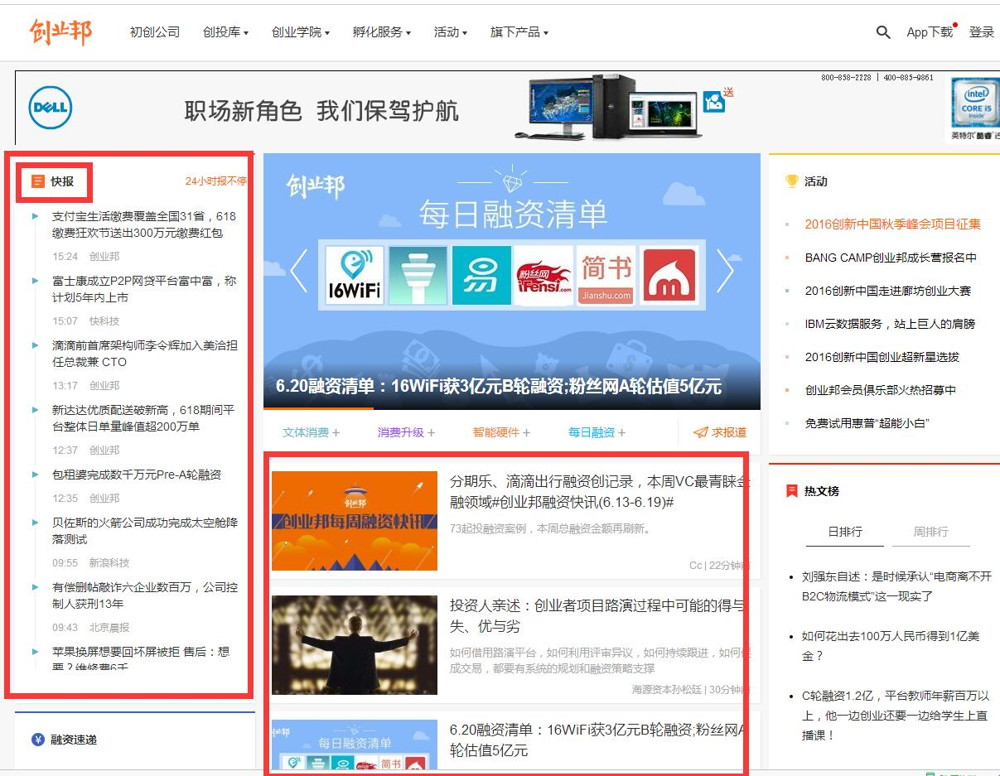 创业邦
初创公司 创投库 创业学院 孵化服务 活动 旗下产品 App下载 登录
DELL
职场新角色 我们保驾护航
送
800-858-2228 | 400-885-9861
intel
CORE i5
inside
英特尔 酷睿 i5
快报 24小时报不停
支付宝生活缴费覆盖全国31省，618
缴费狂欢节送出300万元缴费红包
15:24 创业邦
富士康成立P2P网贷平台富中富，称
计划5年内上市
15:07 快科技
滴滴前首席架构师李令辉加入美洽担
任总裁兼 CTO
13:17 创业邦
新达达优质配送破新高，618期间平
台整体日单量峰值超200万单
12:37 创业邦
包租婆完成数千万元Pre-A轮融资
12:35 创业邦
贝佐斯的火箭公司成功完成太空舱降
落测试
09:55 新浪科技
有偿删帖敲诈六企业数百万，公司控
制人获刑13年
09:43 北京晨报
苹果换屏想要回坏屏被拒 售后：想
要？维修费6千
融资速递
创业邦
每日融资清单
16WiFi
易
粉丝网
iFensi.com
简书
Jianshu.com
6.20融资清单：16WiFi获3亿元B轮融资;粉丝网A轮估值5亿元
文体消费+ 消费升级+ 智能硬件+ 每日融资+ 求报道
创业邦
创业邦每周融资快讯
分期乐、滴滴出行融资创记录，本周VC最青睐金
融领域#创业邦融资快讯(6.13-6.19)#
73起投融资案例，本周总融资金额再刷新。
Cc | 22分钟前
投资人亲述：创业者项目路演过程中可能的得与
失、优与劣
如何借用路演平台，如何利用评审异议，如何持续跟进，如何促
成交易，都要有系统的规划和融资策略支撑
海源资本孙松廷 | 30分钟前
每日融资清单
简书
6.20融资清单：16WiFi获3亿元B轮融资;粉丝网A
轮估值5亿元
活动
2016创新中国秋季峰会项目征集
BANG CAMP创业邦成长营报名中
2016创新中国走进廊坊创业大赛
IBM云数据服务，站上巨人的肩膀
2016创新中国创业超新星选拔
创业邦会员俱乐部火热招募中
免费试用惠普“超能小白”
热文榜
日排行 周排行
刘强东自述：是时候承认“电商离不开
B2C物流模式”这一现实了
如何花出去100万人民币得到1亿美
金？
C轮融资1.2亿，平台教师年薪百万以
上，他一边创业还要一边给学生上直
播课！